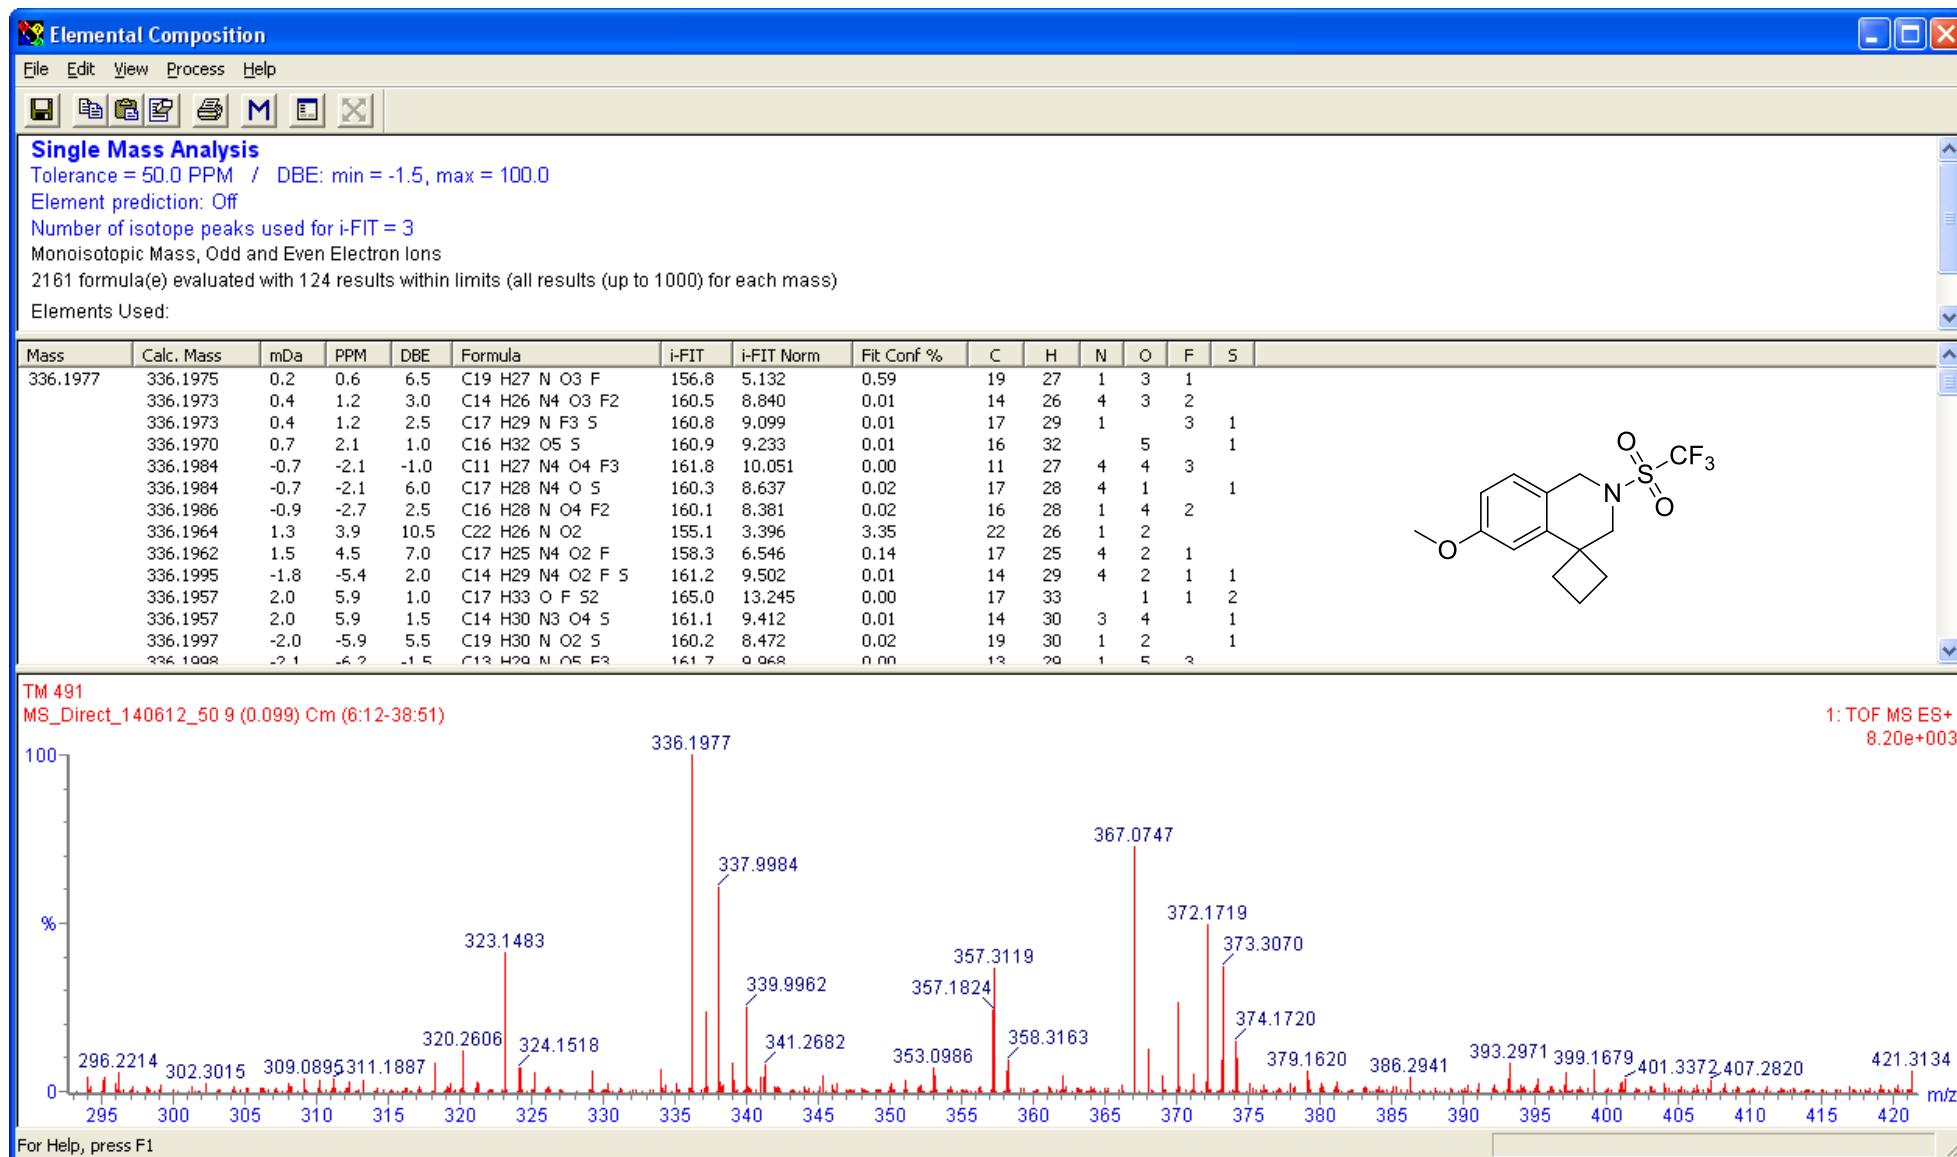 Elemental Composition
File Edit View Process Help
M
Single Mass Analysis
Tolerance = 50.0 PPM / DBE: min = -1.5, max = 100.0
Element prediction: Off
Number of isotope peaks used for i-FIT = 3
Monoisotopic Mass, Odd and Even Electron Ions
2161 formula(e) evaluated with 124 results within limits (all results (up to 1000) for each mass)
Elements Used:
Mass Calc. Mass mDa PPM DBE Formula i-FIT i-FIT Norm Fit Conf % C H N O F S
336.1977 336.1975 0.2 0.6 6.5 C19 H27 N O3 F 156.8 5.132 0.59 19 27 1 3 1
336.1973 0.4 1.2 3.0 C14 H26 N4 O3 F2 160.5 8.840 0.01 14 26 4 3 2
336.1973 0.4 1.2 2.5 C17 H29 N F3 S 160.8 9.099 0.01 17 29 1 3 1
336.1970 0.7 2.1 1.0 C16 H32 O5 S 160.9 9.233 0.01 16 32 5 1
336.1984 -0.7 -2.1 -1.0 C11 H27 N4 O4 F3 161.8 10.051 0.00 11 27 4 4 3
336.1984 -0.7 -2.1 6.0 C17 H28 N4 O S 160.3 8.637 0.02 17 28 4 1 1
336.1986 -0.9 -2.7 2.5 C16 H28 N O4 F2 160.1 8.381 0.02 16 28 1 4 2
336.1964 1.3 3.9 10.5 C22 H26 N O2 155.1 3.396 3.35 22 26 1 2
336.1962 1.5 4.5 7.0 C17 H25 N4 O2 F 158.3 6.546 0.14 17 25 4 2 1
336.1995 -1.8 -5.4 2.0 C14 H29 N4 O2 F S 161.2 9.502 0.01 14 29 4 2 1 1
336.1957 2.0 5.9 1.0 C17 H33 O F S2 165.0 13.245 0.00 17 33 1 1 2
336.1957 2.0 5.9 1.5 C14 H30 N3 O4 S 161.1 9.412 0.01 14 30 3 4 1
336.1997 -2.0 -5.9 5.5 C19 H30 N O2 S 160.2 8.472 0.02 19 30 1 2 1
336.1998 -2.1 -6.2 -1.5 C13 H29 N O5 F3 161.7 9.968 0.00 13 29 1 5 3
O
S CF3
N
O
O
TM 491
MS_Direct_140612_50 9 (0.099) Cm (6:12-38:51)
1: TOF MS ES+
8.20e+003
100
%
0
336.1977
367.0747
337.9984
372.1719
323.1483
373.3070
357.3119
339.9962
357.1824
374.1720
320.2606
324.1518
341.2682
358.3163
353.0986
379.1620
386.2941
393.2971
399.1679
401.3372
407.2820
421.3134
296.2214
302.3015
309.0895
311.1887
295 300 305 310 315 320 325 330 335 340 345 350 355 360 365 370 375 380 385 390 395 400 405 410 415 420
m/z
For Help, press F1